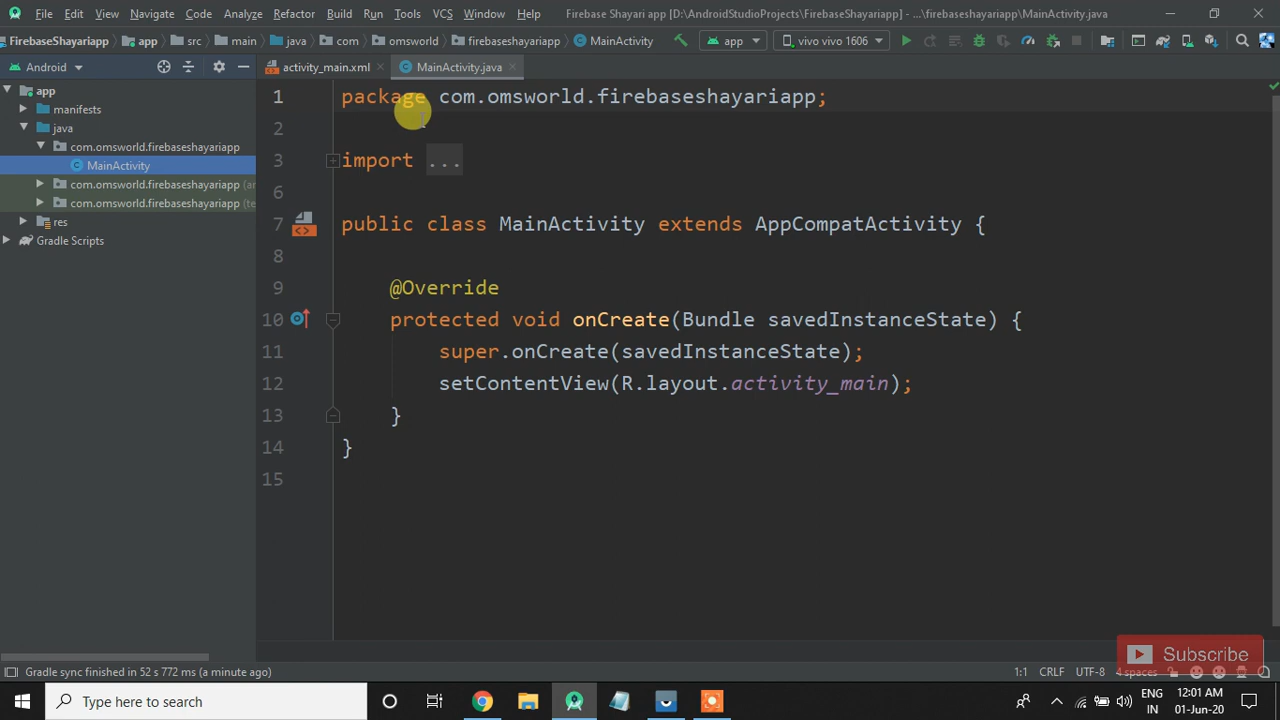 File Edit View Navigate Code Analyze Refactor Build Run Tools VCS Window Help Firebase Shayari app [D:\AndroidStudioProjects\FirebaseShayariapp] - ...\firebaseshayariapp\MainActivity.java
FirebaseShayariapp app src main java com omsworld firebaseshayariapp MainActivity app vivo vivo 1606
Android activity_main.xml MainActivity.java
app
manifests
java
com.omsworld.firebaseshayariapp
MainActivity
com.omsworld.firebaseshayariapp (ar
com.omsworld.firebaseshayariapp (te
res
Gradle Scripts
1 package com.omsworld.firebaseshayariapp;
2
3 import ...
6
7 public class MainActivity extends AppCompatActivity {
8
9 @Override
10 protected void onCreate(Bundle savedInstanceState) {
11 super.onCreate(savedInstanceState);
12 setContentView(R.layout.activity_main);
13 }
14 }
15
Subscribe
Gradle sync finished in 52 s 772 ms (a minute ago) 1:1 CRLF UTF-8 4 spaces
Type here to search
ENG 12:01 AM
IN 01-Jun-20